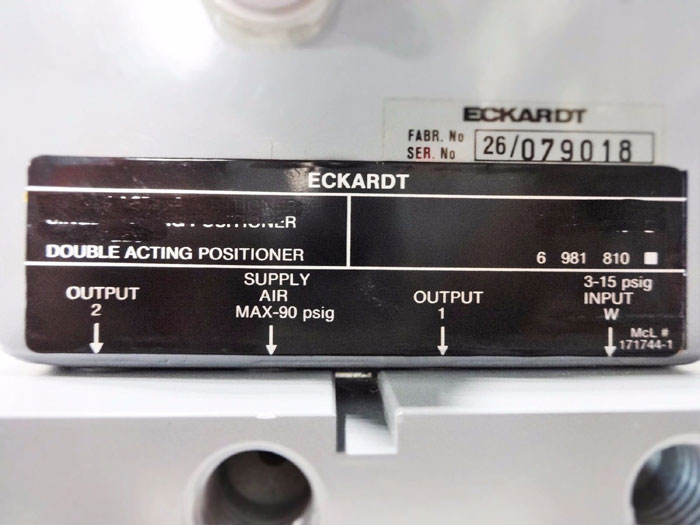 ECKARDT
FABR. No
SER. No 26/079018
ECKARDT
POSITIONER
DOUBLE ACTING POSITIONER
6 981 810
OUTPUT
2
SUPPLY
AIR
MAX-90 psig
OUTPUT
1
3-15 psig
INPUT
W
McL #
171744-1